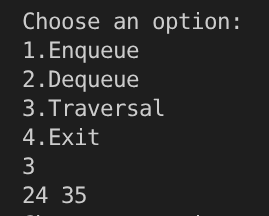 Choose an option:
1.Enqueue
2.Dequeue
3.Traversal
4.Exit
3
24 35